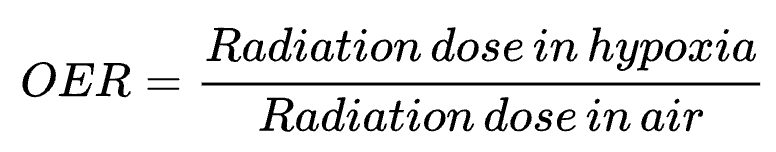 Radiation dose in hypoxia
OER =
Radiation dose in air